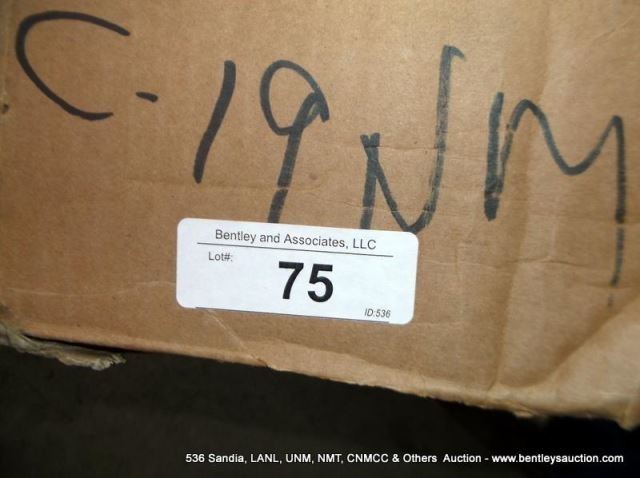 C-19NM
Bentley and Associates, LLC
Lot#:
75
ID:536
536 Sandia, LANL, UNM, NMT, CNMCC & Others Auction - www.bentleysauction.com